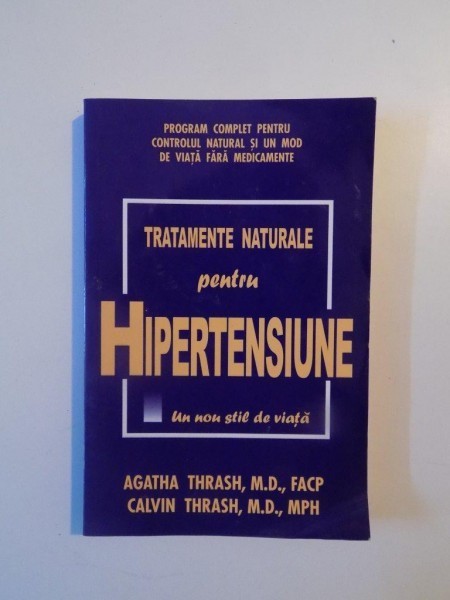 PROGRAM COMPLET PENTRU
CONTROLUL NATURAL ȘI UN MOD
DE VIAȚĂ FĂRĂ MEDICAMENTE
TRATAMENTE NATURALE
pentru
HIPERTENSIUNE
Un nou stil de viață
AGATHA THRASH, M.D., FACP
CALVIN THRASH, M.D., MPH